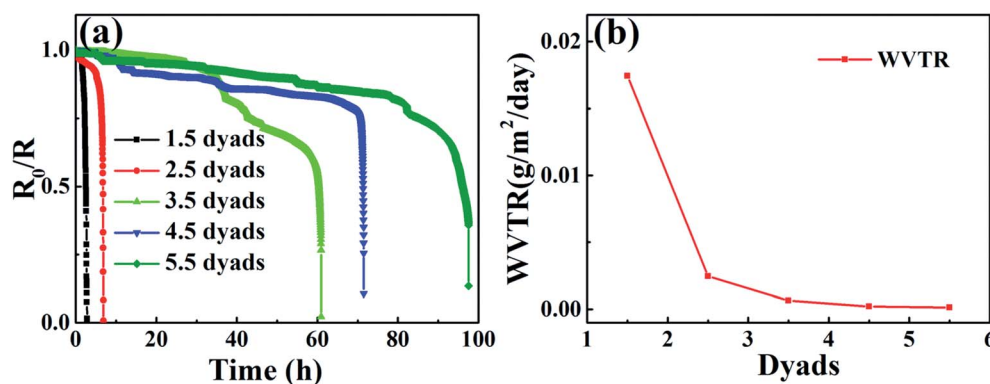 (a)
1.0
0.5
0.0
R₀/R
1.5 dyads
2.5 dyads
3.5 dyads
4.5 dyads
5.5 dyads
0 20 40 60 80 100
Time (h)
(b)
WVTR
0.02
0.01
0.00
WVTR(g/m²/day)
1 2 3 4 5 6
Dyads